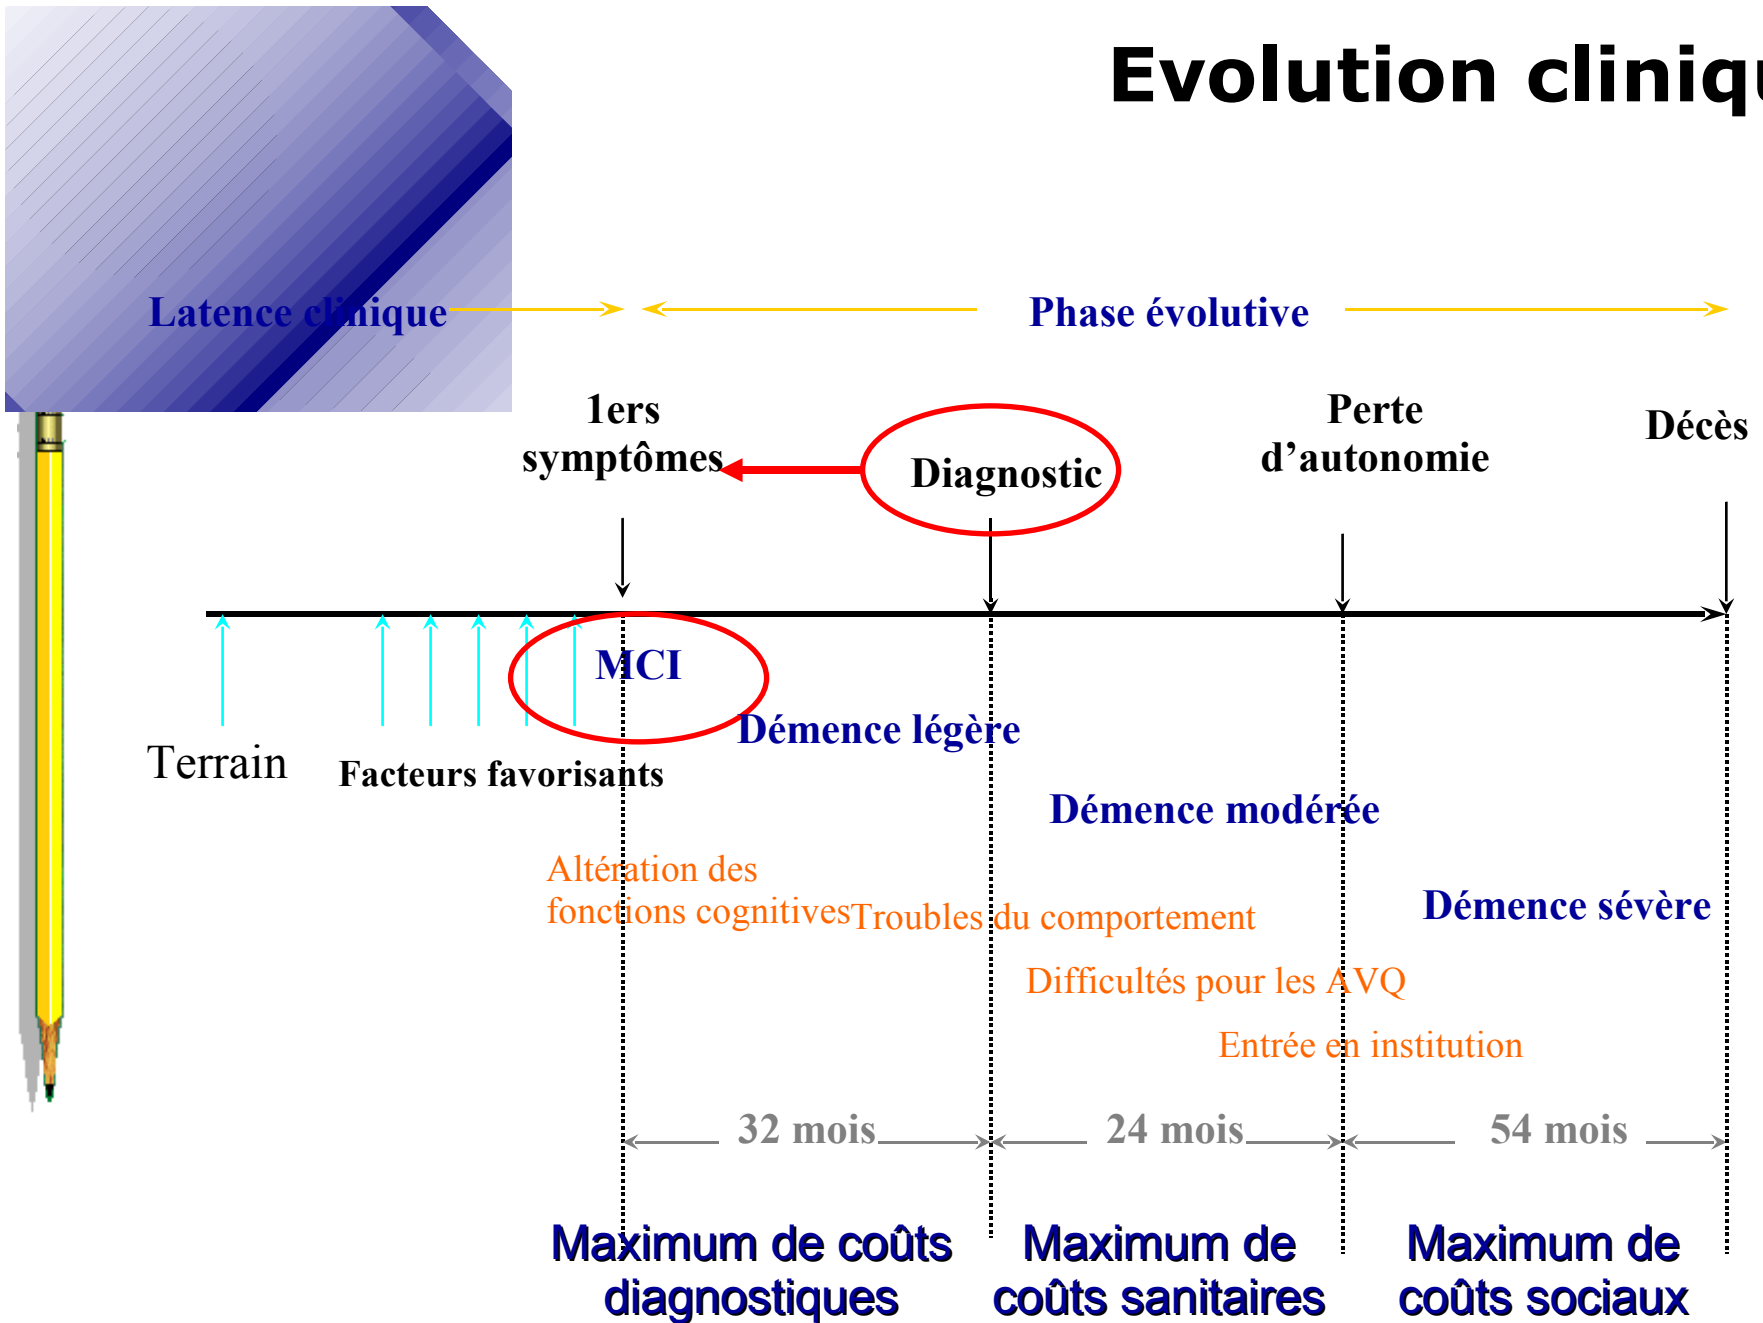 Evolution cliniqu
Latence clinique
Phase évolutive
1ers
symptômes
Diagnostic
Perte
d’autonomie
Décès
MCI
Démence légère
Terrain
Facteurs favorisants
Démence modérée
Altération des
fonctions cognitives
Troubles du comportement
Démence sévère
Difficultés pour les AVQ
Entrée en institution
32 mois
24 mois
54 mois
Maximum de coûts
diagnostiques
Maximum de
coûts sanitaires
Maximum de
coûts sociaux